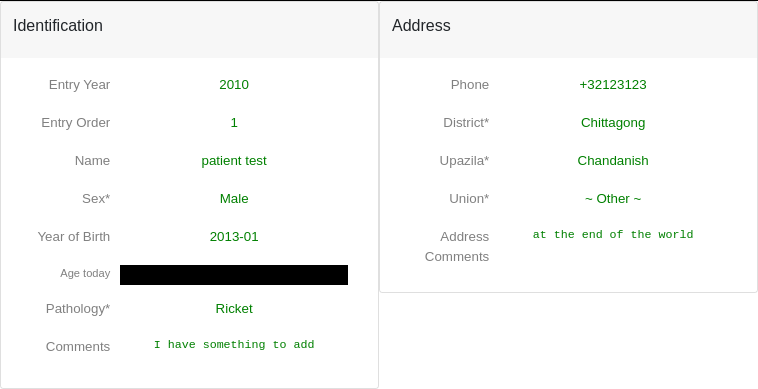 Identification
Entry Year 2010
Entry Order 1
Name patient test
Sex* Male
Year of Birth 2013-01
Age today
Pathology* Ricket
Comments I have something to add
Address
Phone +32123123
District* Chittagong
Upazila* Chandanish
Union* ~ Other ~
Address at the end of the world
Comments